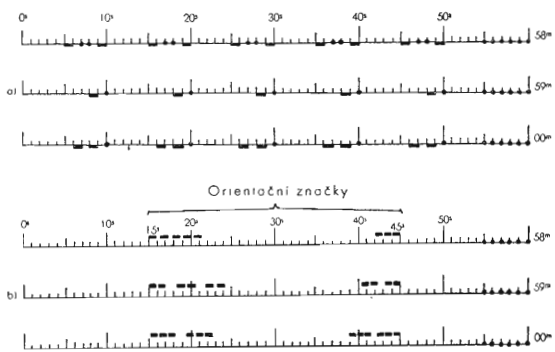 0ˢ 10ˢ 20ˢ 30ˢ 40ˢ 50ˢ
58ᵐ
a)
59ᵐ
00ᵐ
Orientační značky
0ˢ 10ˢ 15ˢ 20ˢ 30ˢ 40ˢ 45ˢ 50ˢ
58ᵐ
b)
59ᵐ
00ᵐ